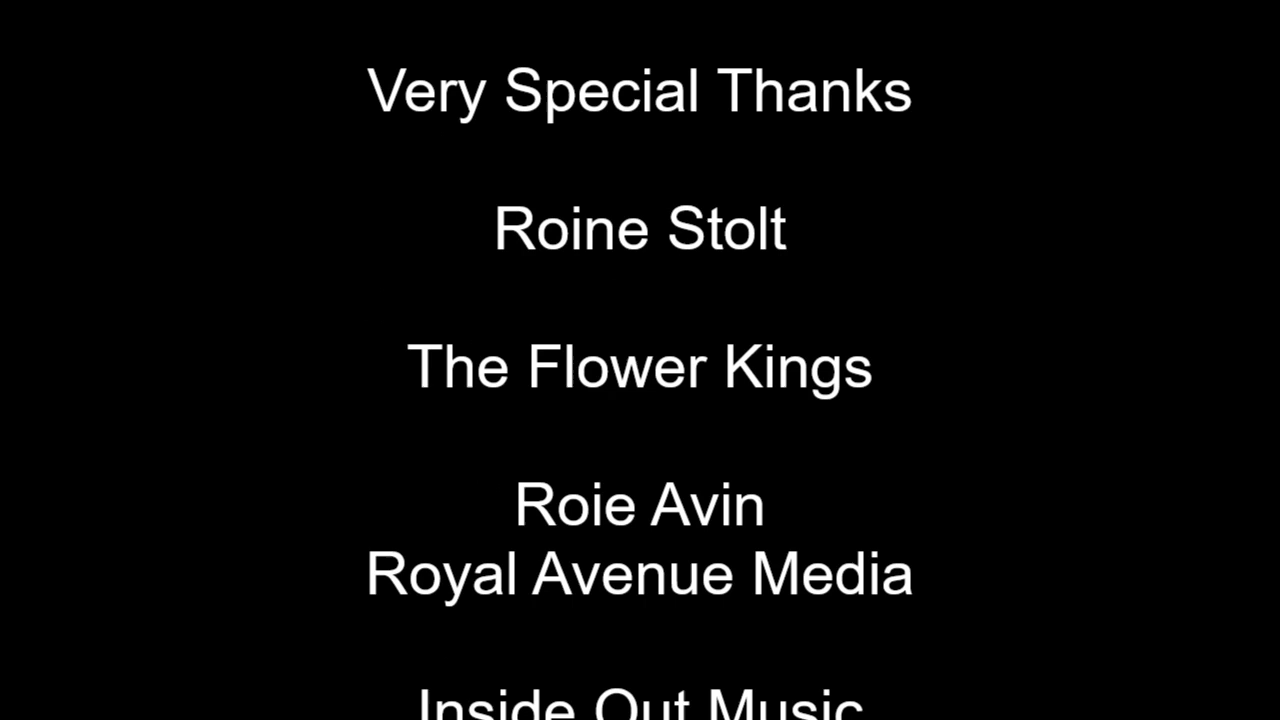 Very Special Thanks
Roine Stolt
The Flower Kings
Roie Avin
Royal Avenue Media
Inside Out Music